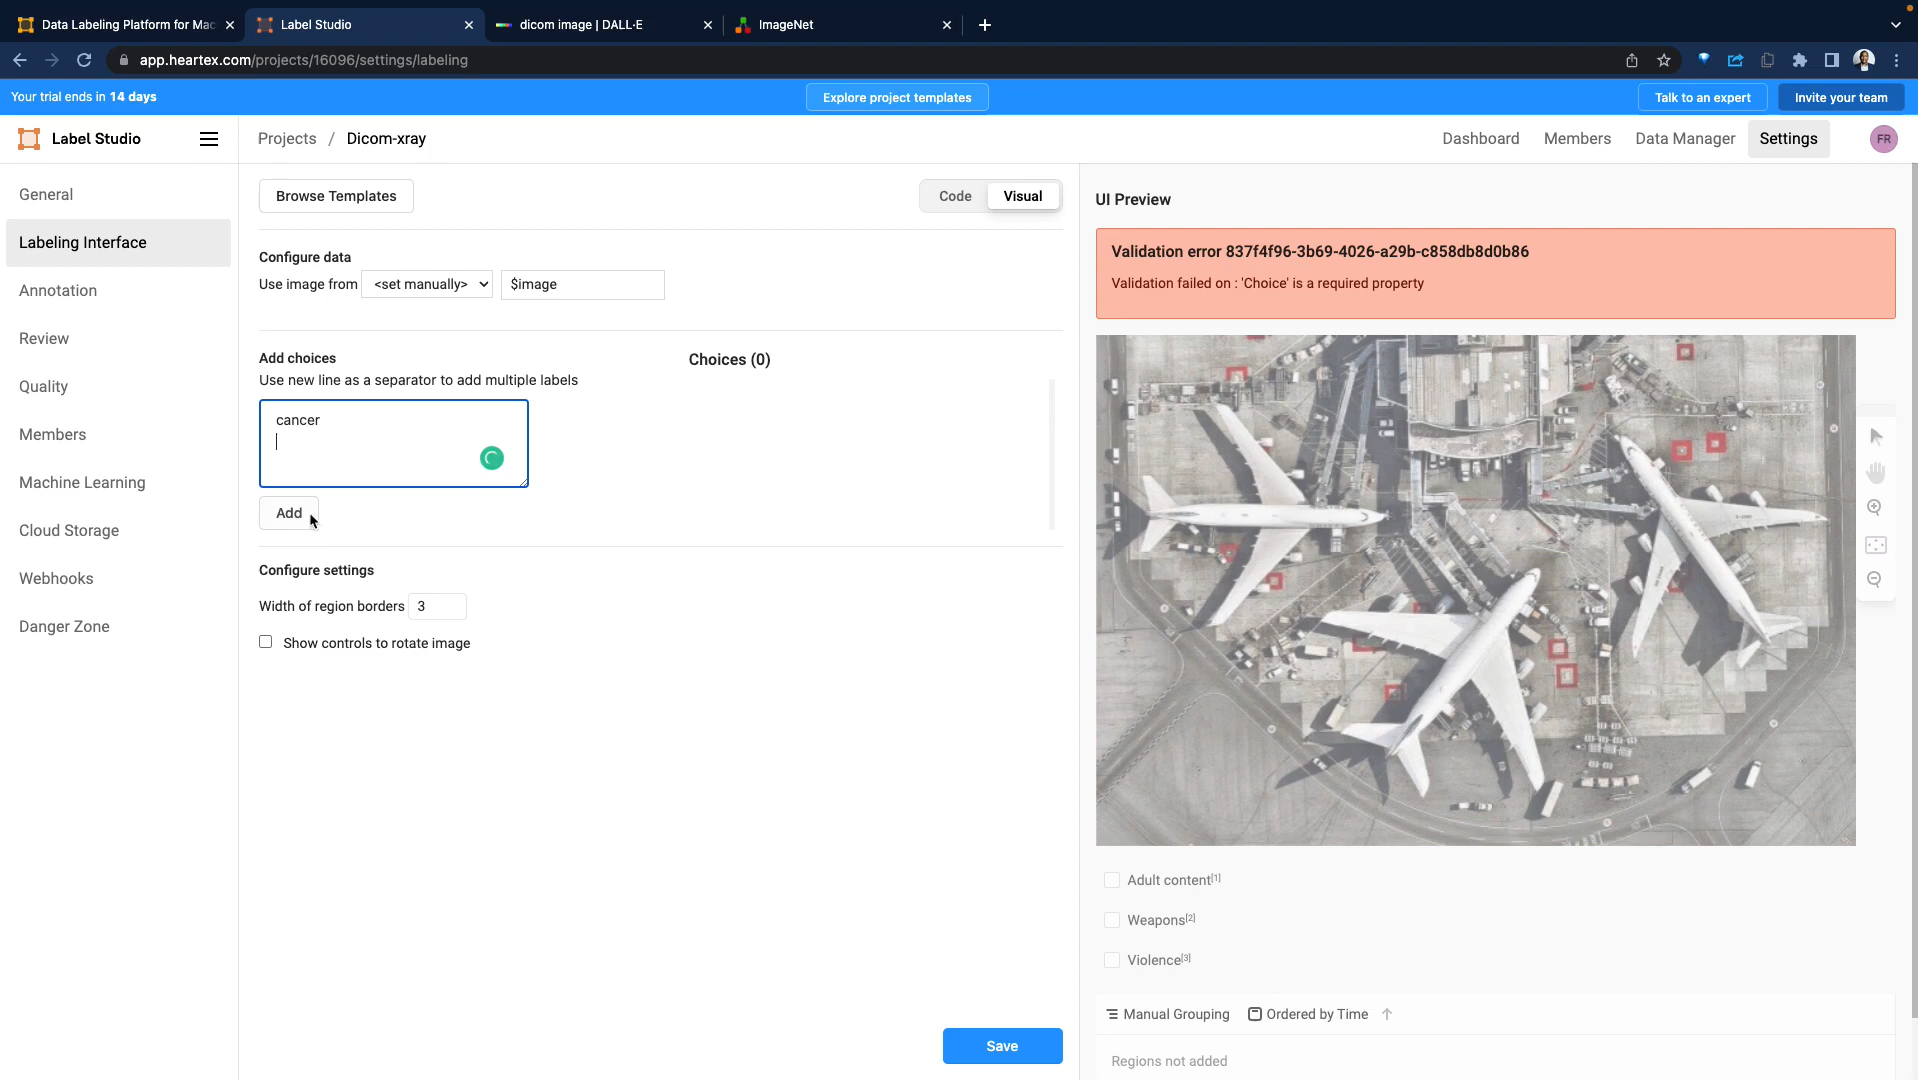 Data Labeling Platform for Mac
Label Studio
dicom image | DALL·E
ImageNet
app.heartex.com/projects/16096/settings/labeling
Your trial ends in 14 days
Explore project templates
Talk to an expert
Invite your team
Label Studio
Projects / Dicom-xray
Dashboard
Members
Data Manager
Settings
FR
General
Labeling Interface
Annotation
Review
Quality
Members
Machine Learning
Cloud Storage
Webhooks
Danger Zone
Browse Templates
Code
Visual
Configure data
Use image from <set manually> $image
Add choices
Use new line as a separator to add multiple labels
cancer
Add
Choices (0)
Configure settings
Width of region borders 3
Show controls to rotate image
Save
UI Preview
Validation error 837f4f96-3b69-4026-a29b-c858db8d0b86
Validation failed on : 'Choice' is a required property
Adult content[1]
Weapons[2]
Violence[3]
Manual Grouping
Ordered by Time
Regions not added